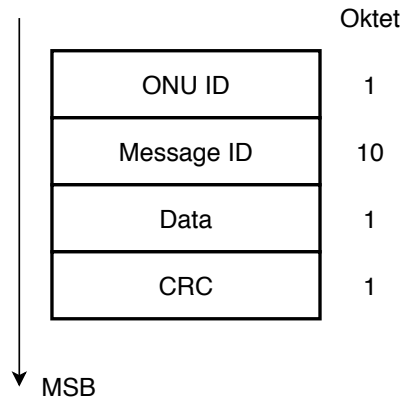 Oktet
ONU ID 1
Message ID 10
Data 1
CRC 1
MSB